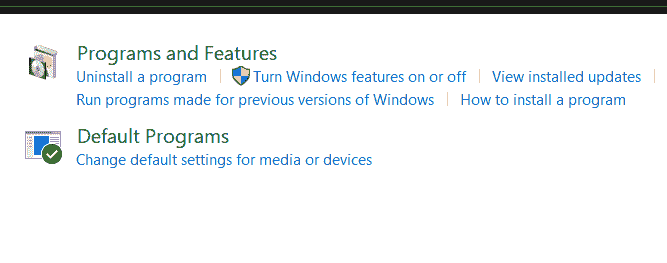 Programs and Features
Uninstall a program Turn Windows features on or off View installed updates
Run programs made for previous versions of Windows How to install a program
Default Programs
Change default settings for media or devices